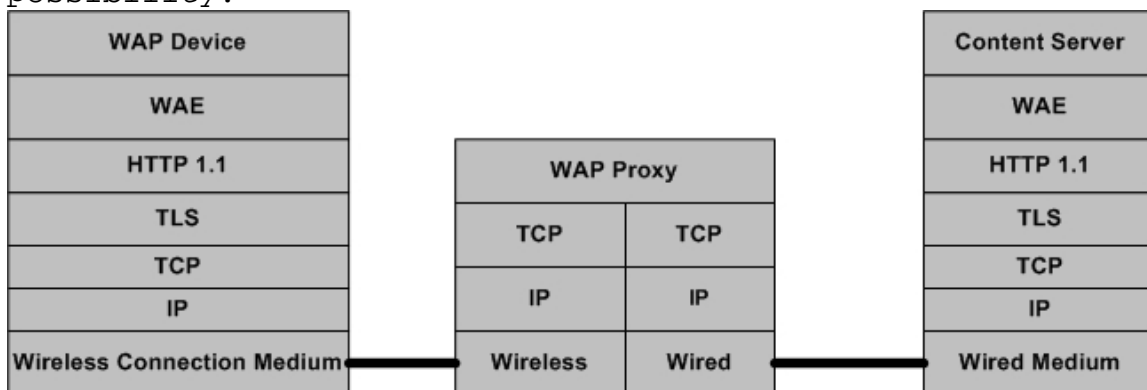 possibility.
WAP Device
WAE
HTTP 1.1
TLS
TCP
IP
Wireless Connection Medium
WAP Proxy
TCP TCP
IP IP
Wireless Wired
Content Server
WAE
HTTP 1.1
TLS
TCP
IP
Wired Medium